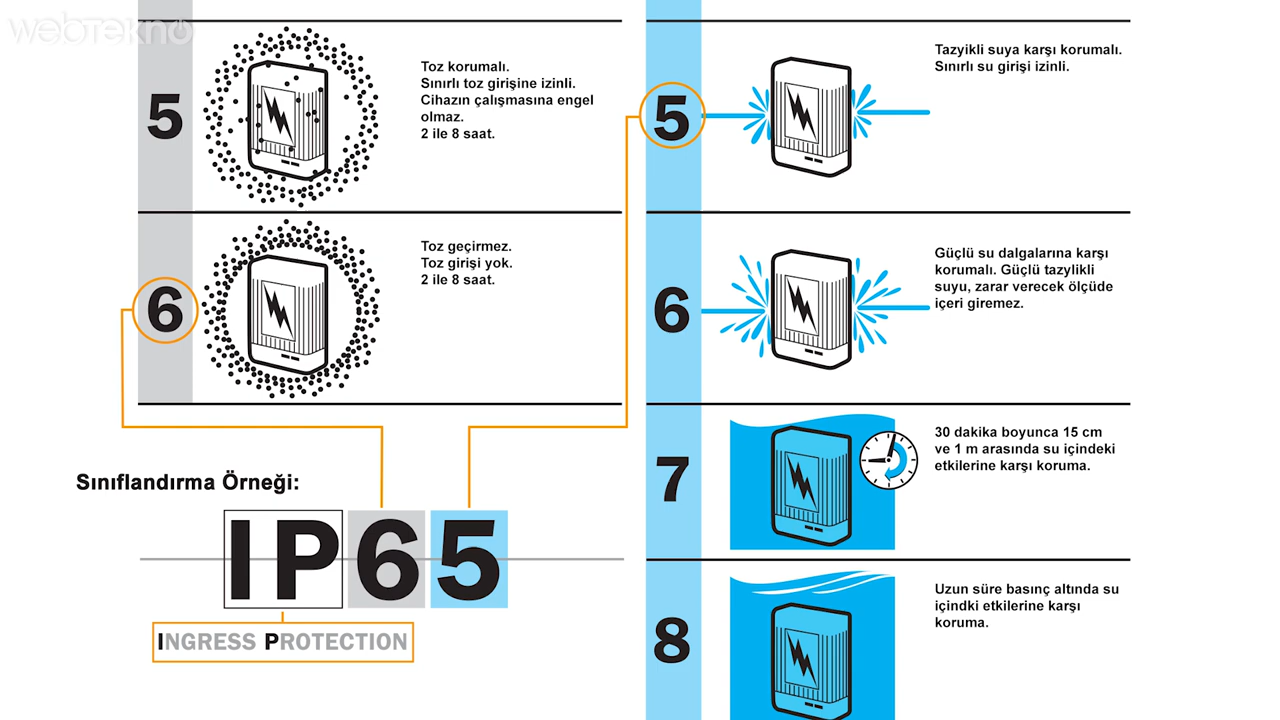 webtekno
5
Toz korumalı.
Sınırlı toz girişine izinli.
Cihazın çalışmasına engel
olmaz.
2 ile 8 saat.
6
Toz geçirmez.
Toz girişi yok.
2 ile 8 saat.
Sınıflandırma Örneği:
IP65
INGRESS PROTECTION
5
Tazyikli suya karşı korumalı.
Sınırlı su girişi izinli.
6
Güçlü su dalgalarına karşı
korumalı. Güçlü tazylikli
suyu, zarar verecek ölçüde
içeri giremez.
7
30 dakika boyunca 15 cm
ve 1 m arasında su içindeki
etkilerine karşı koruma.
8
Uzun süre basınç altında su
içindki etkilerine karşı
koruma.